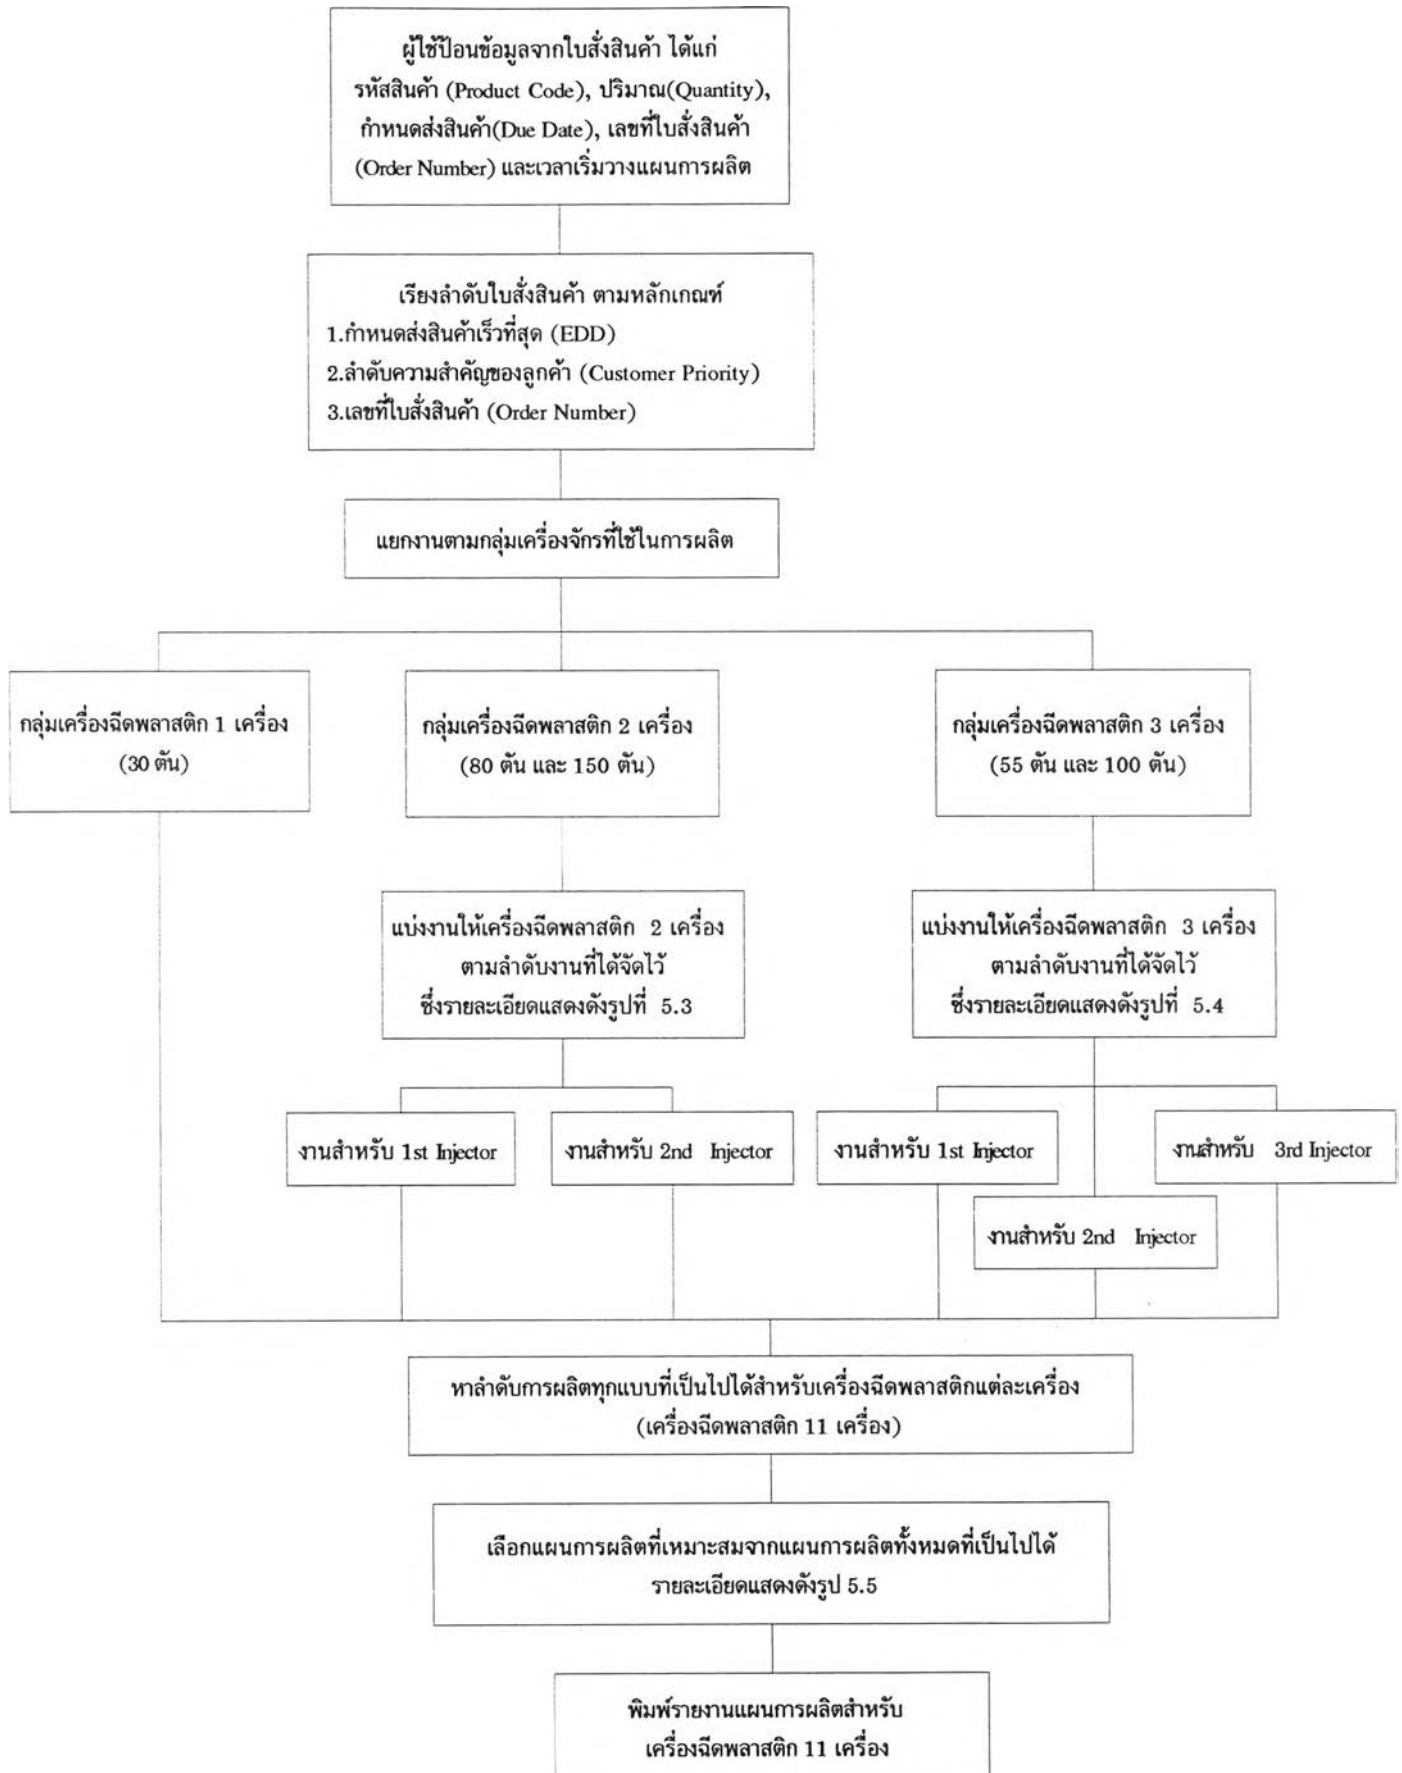 ผู้ใช้ป้อนข้อมูลจากใบสั่งสินค้า ได้แก่
รหัสสินค้า (Product Code), ปริมาณ(Quantity),
กำหนดส่งสินค้า(Due Date), เลขที่ใบสั่งสินค้า
(Order Number) และเวลาเริ่มวางแผนการผลิต
เรียงลำดับใบสั่งสินค้า ตามหลักเกณฑ์
1.กำหนดส่งสินค้าเร็วที่สุด (EDD)
2.ลำดับความสำคัญของลูกค้า (Customer Priority)
3.เลขที่ใบสั่งสินค้า (Order Number)
แยกงานตามกลุ่มเครื่องจักรที่ใช้ในการผลิต
กลุ่มเครื่องฉีดพลาสติก 1 เครื่อง
(30 ตัน)
กลุ่มเครื่องฉีดพลาสติก 2 เครื่อง
(80 ตัน และ 150 ตัน)
กลุ่มเครื่องฉีดพลาสติก 3 เครื่อง
(55 ตัน และ 100 ตัน)
แบ่งงานให้เครื่องฉีดพลาสติก 2 เครื่อง
ตามลำดับงานที่ได้จัดไว้
ซึ่งรายละเอียดแสดงดังรูปที่ 5.3
แบ่งงานให้เครื่องฉีดพลาสติก 3 เครื่อง
ตามลำดับงานที่ได้จัดไว้
ซึ่งรายละเอียดแสดงดังรูปที่ 5.4
งานสำหรับ 1st Injector
งานสำหรับ 2nd Injector
งานสำหรับ 1st Injector
งานสำหรับ 3rd Injector
งานสำหรับ 2nd Injector
หาลำดับการผลิตทุกแบบที่เป็นไปได้สำหรับเครื่องฉีดพลาสติกแต่ละเครื่อง
(เครื่องฉีดพลาสติก 11 เครื่อง)
เลือกแผนการผลิตที่เหมาะสมจากแผนการผลิตทั้งหมดที่เป็นไปได้
รายละเอียดแสดงดังรูป 5.5
พิมพ์รายงานแผนการผลิตสำหรับ
เครื่องฉีดพลาสติก 11 เครื่อง